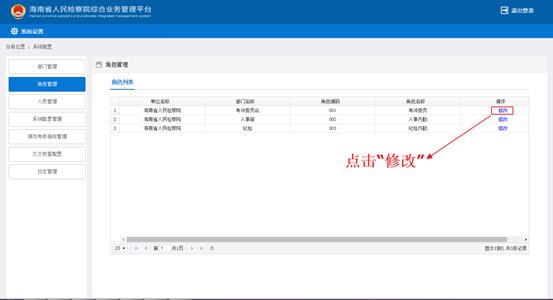 海南省人民检察院综合业务管理平台
Hainan province people's procuratorate integrated management system
退出登录
系统设置
当前位置：系统配置
部门管理
角色管理
人员管理
系统配置管理
绩效考核指标管理
日志管理
角色管理
角色列表
单位名称 部门名称 角色编码 角色名称 操作
1 海南省人民检察院 考评委员会 001 考评委员 修改
2 海南省人民检察院 人事部 002 人事内勤 修改
3 海南省人民检察院 纪检 003 纪检内勤 修改
点击“修改”
20 第 1 共1页 显示1到3,共3条记录